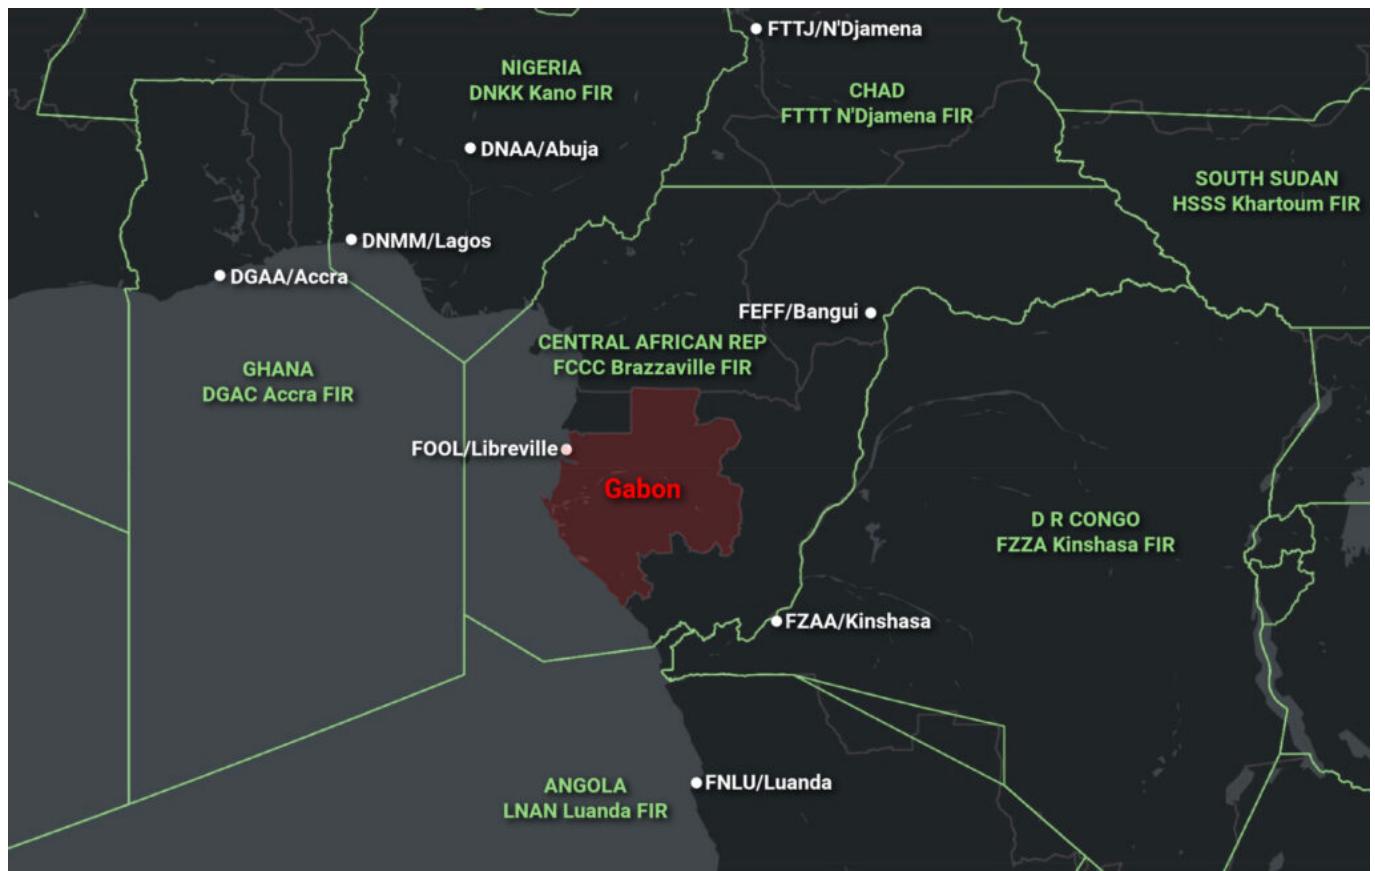 FTTJ/N'Djamena
NIGERIA
DNKK Kano FIR
CHAD
FTTT N'Djamena FIR
DNAA/Abuja
SOUTH SUDAN
HSSS Khartoum FIR
DNMM/Lagos
DGAA/Accra
FEFF/Bangui
CENTRAL AFRICAN REP
FCCC Brazzaville FIR
GHANA
DGAC Accra FIR
FOOL/Libreville
Gabon
D R CONGO
FZZA Kinshasa FIR
FZAA/Kinshasa
ANGOLA
LNAN Luanda FIR
FNLU/Luanda